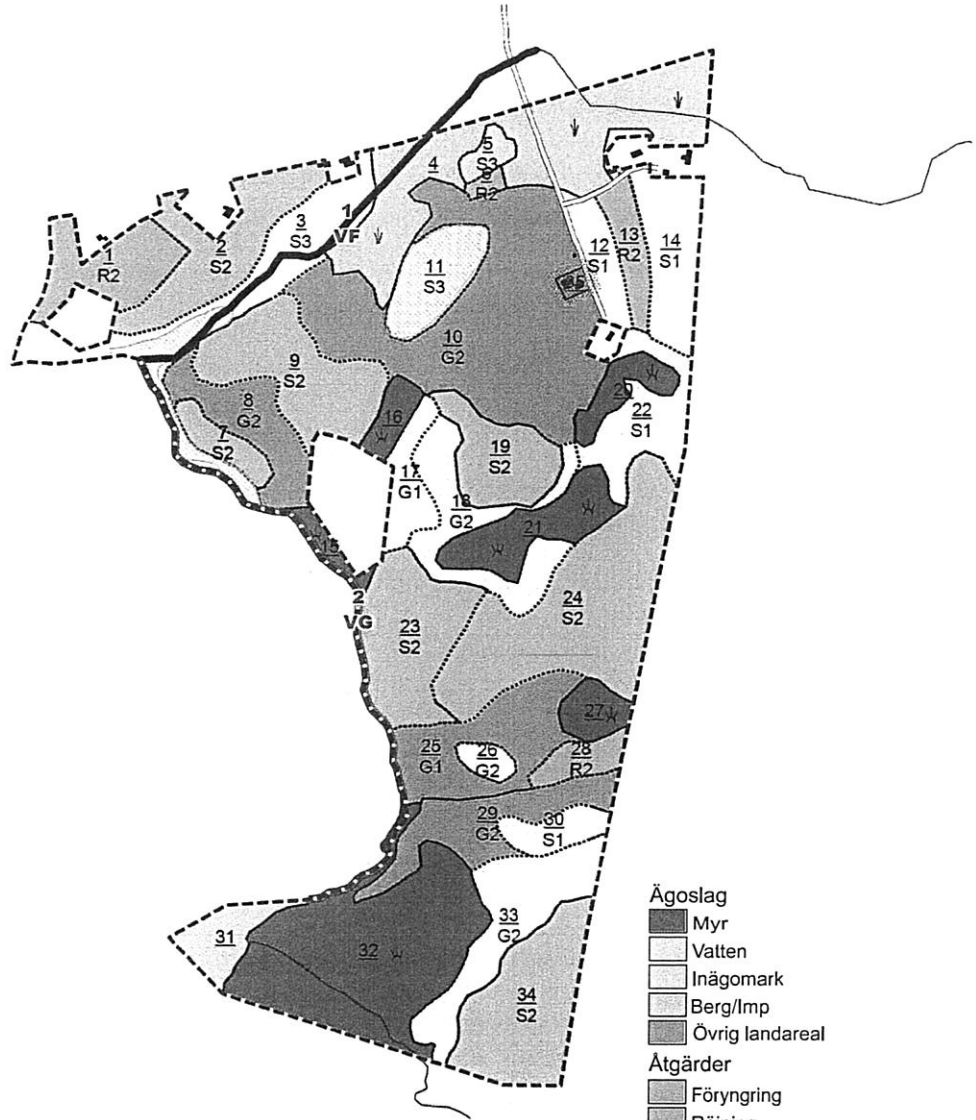 5
S3
4
6
R2
1
VF
3
S3
2
S2
1
R2
11
S3
12
S1
13
R2
14
S1
10
G2
9
S2
8
G2
7
S2
16
20
22
S1
19
S2
17
G1
18
G2
21
15
2
VG
23
S2
24
S2
27
25
G1
26
G2
28
R2
29
G2
30
S1
31
32
33
G2
34
S2
Ägoslag
Myr
Vatten
Inägomark
Berg/Imp
Övrig landareal
Åtgärder
Föryngring